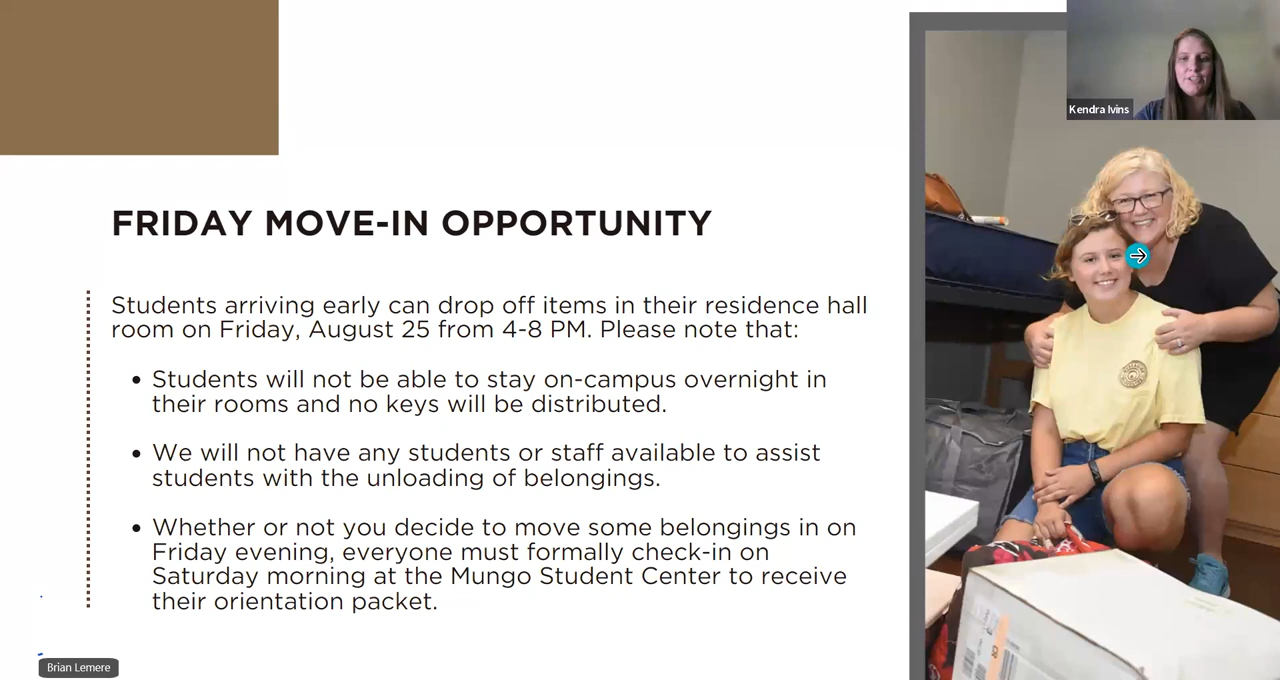 Kendra Ivins
FRIDAY MOVE-IN OPPORTUNITY
Students arriving early can drop off items in their residence hall
room on Friday, August 25 from 4-8 PM. Please note that:
• Students will not be able to stay on-campus overnight in
their rooms and no keys will be distributed.
• We will not have any students or staff available to assist
students with the unloading of belongings.
• Whether or not you decide to move some belongings in on
Friday evening, everyone must formally check-in on
Saturday morning at the Mungo Student Center to receive
their orientation packet.
Brian Lemere